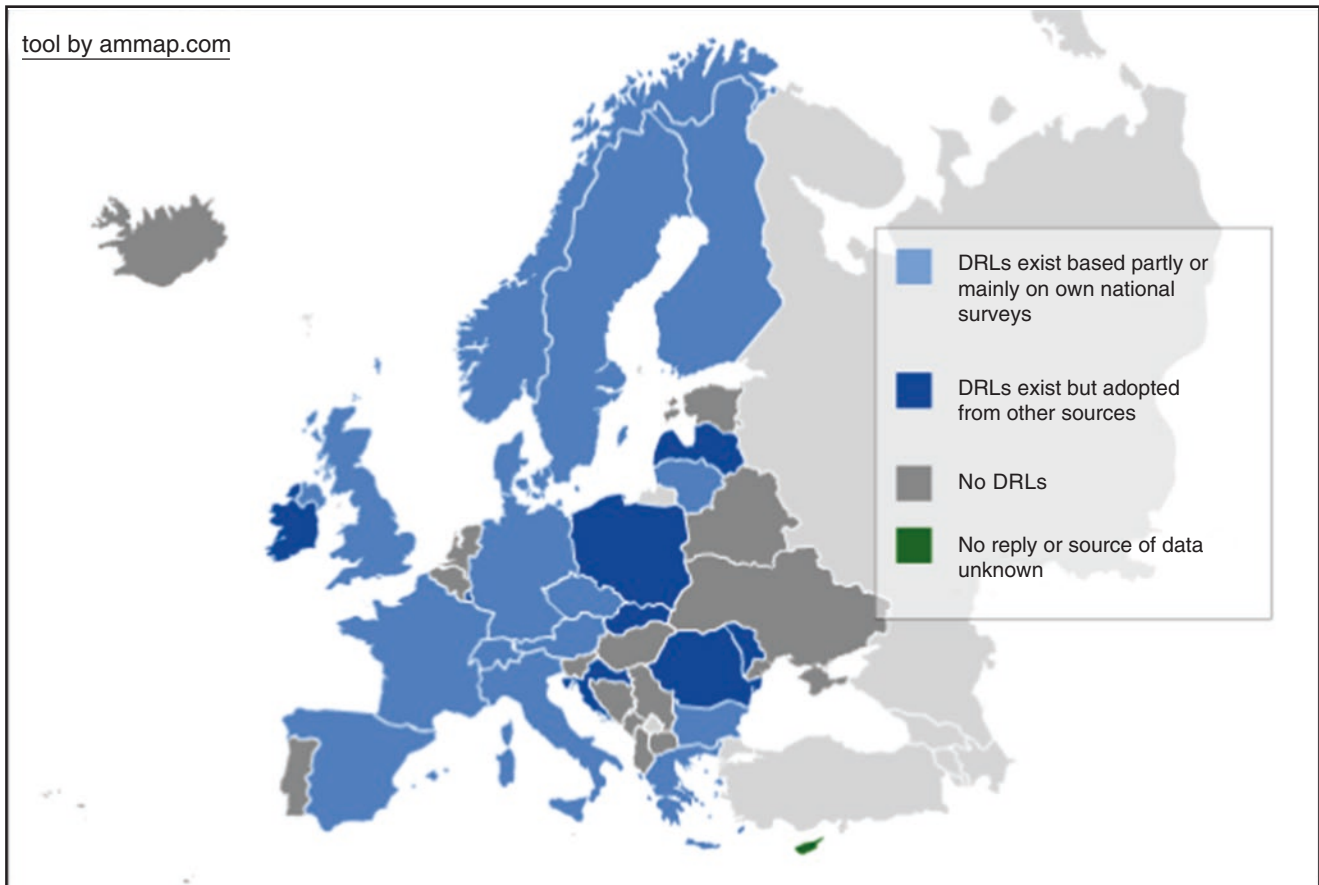 tool by ammap.com
DRLs exist based partly or
mainly on own national
surveys
DRLs exist but adopted
from other sources
No DRLs
No reply or source of data
unknown